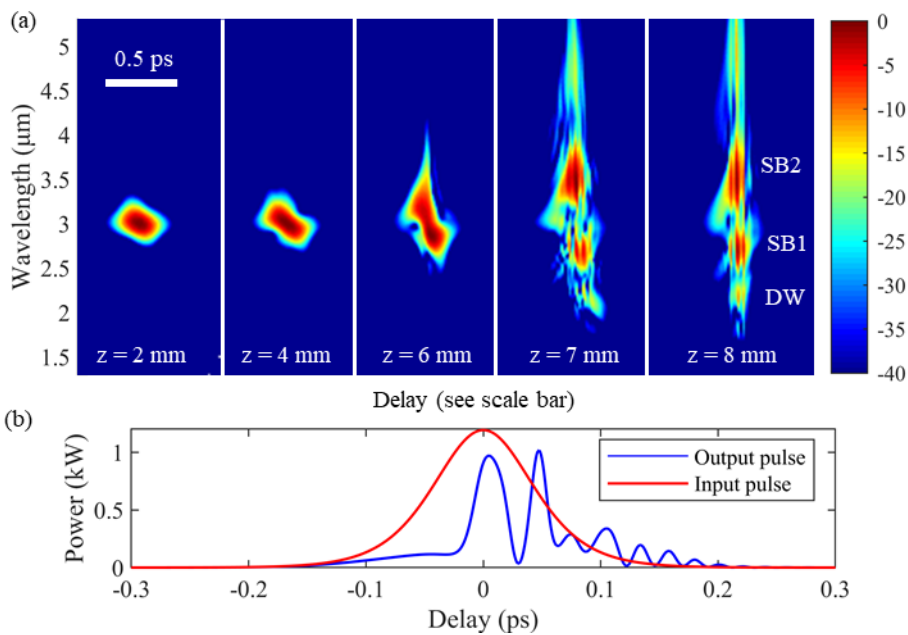 (a)
Wavelength (μm)
5
4.5
4
3.5
3
2.5
2
1.5
0.5 ps
z = 2 mm
z = 4 mm
z = 6 mm
z = 7 mm
z = 8 mm
SB2
SB1
DW
0
-5
-10
-15
-20
-25
-30
-35
-40
Delay (see scale bar)
(b)
Power (kW)
1
0.5
0
Output pulse
Input pulse
-0.3
-0.2
-0.1
0
0.1
0.2
0.3
Delay (ps)